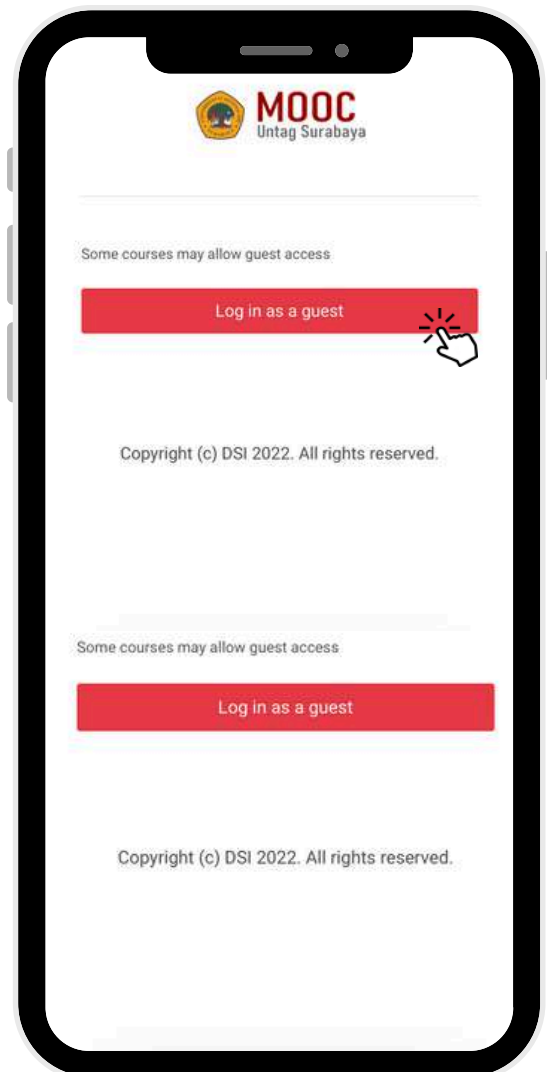 MOOC
Untag Surabaya
Some courses may allow guest access
Log in as a guest
Copyright (c) DSI 2022. All rights reserved.
Some courses may allow guest access
Log in as a guest
Copyright (c) DSI 2022. All rights reserved.